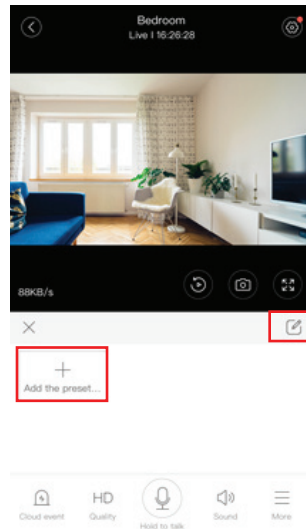 Bedroom
Live I 16:26:28
88KB/s
Add the preset...
Cloud event
HD
Quality
Hold to talk
Sound
More